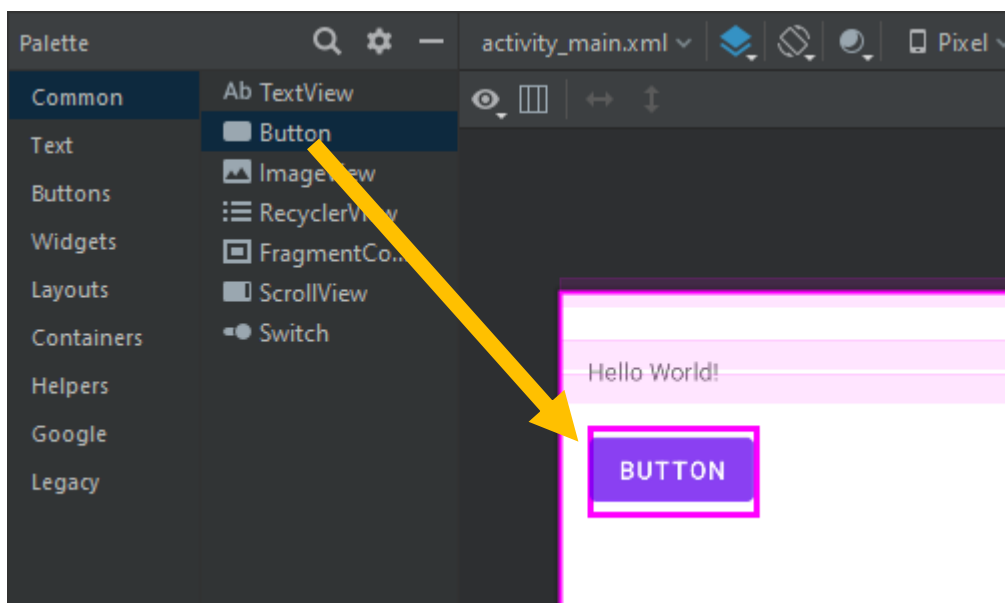 Palette
activity_main.xml
Pixel
Common
Text
Buttons
Widgets
Layouts
Containers
Helpers
Google
Legacy
Ab TextView
Button
ImageView
RecyclerView
FragmentCo...
ScrollView
Switch
Hello World!
BUTTON